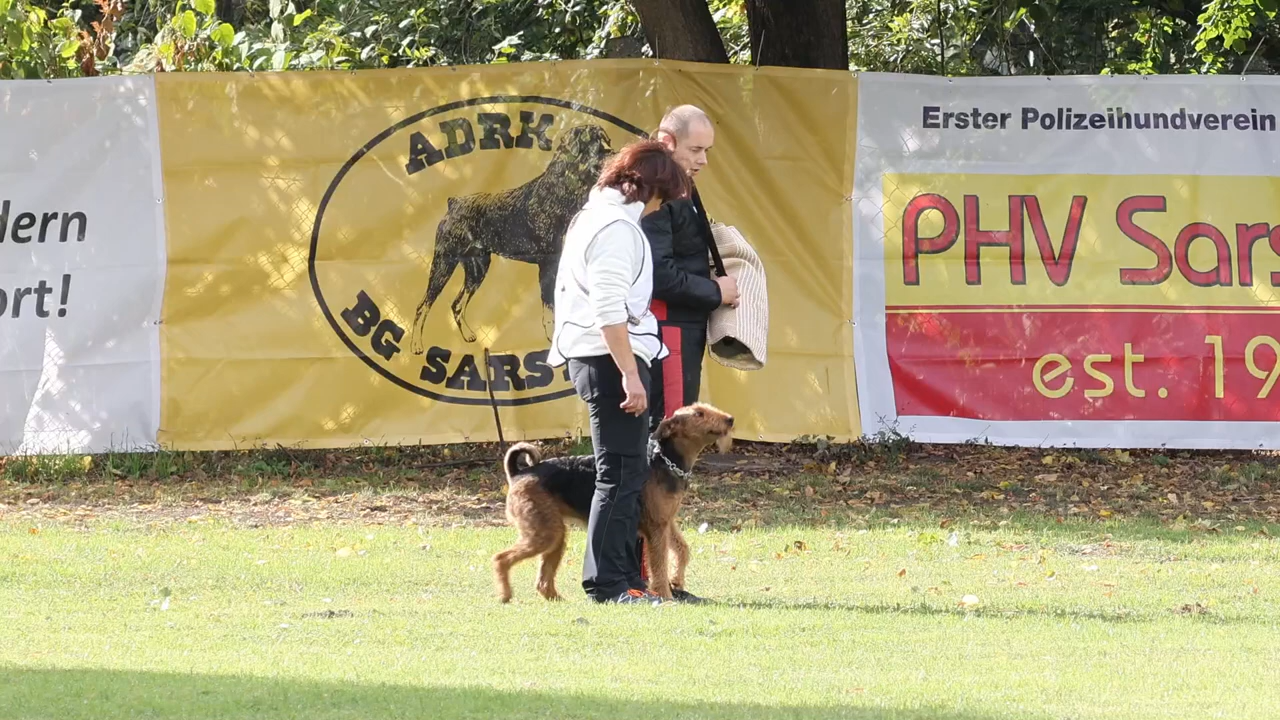 dern
ort!
ADRK
BG SARST
Erster Polizeihundverein
PHV Sars
est. 19